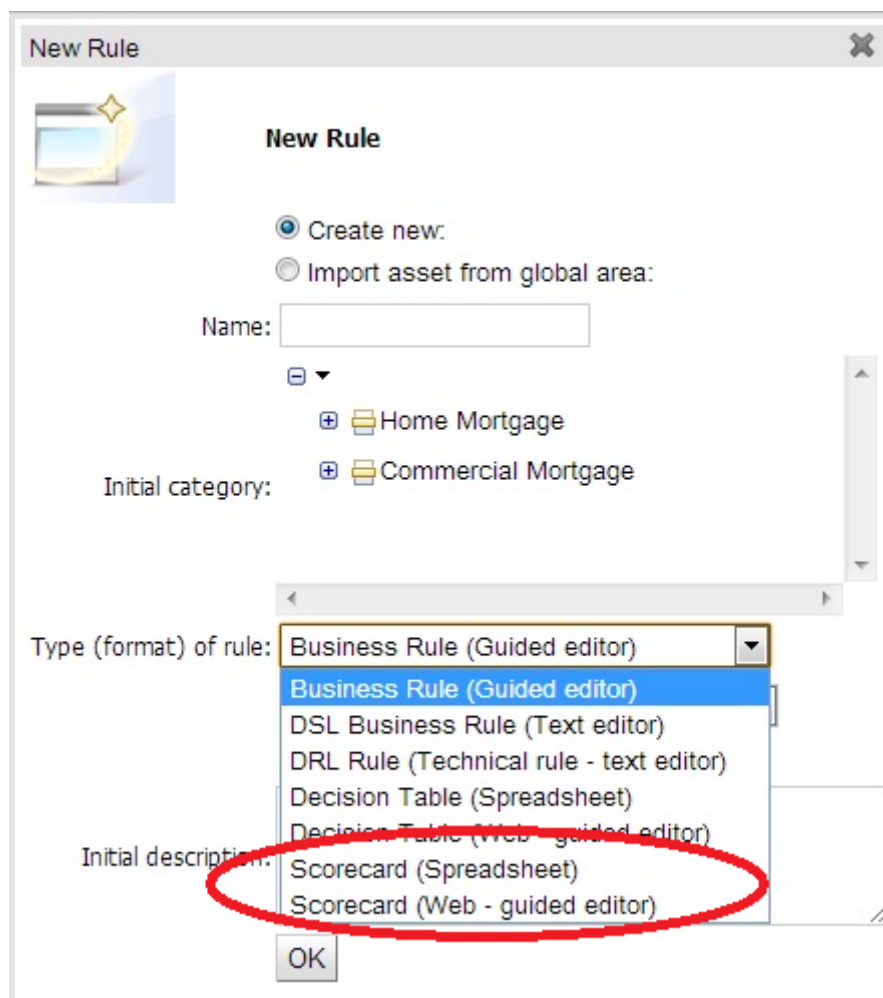 New Rule
New Rule
Create new:
Import asset from global area:
Name:
Home Mortgage
Commercial Mortgage
Initial category:
Type (format) of rule: Business Rule (Guided editor)
Business Rule (Guided editor)
DSL Business Rule (Text editor)
DRL Rule (Technical rule - text editor)
Decision Table (Spreadsheet)
Decision Table (Web - guided editor)
Initial description:
Scorecard (Spreadsheet)
Scorecard (Web - guided editor)
OK